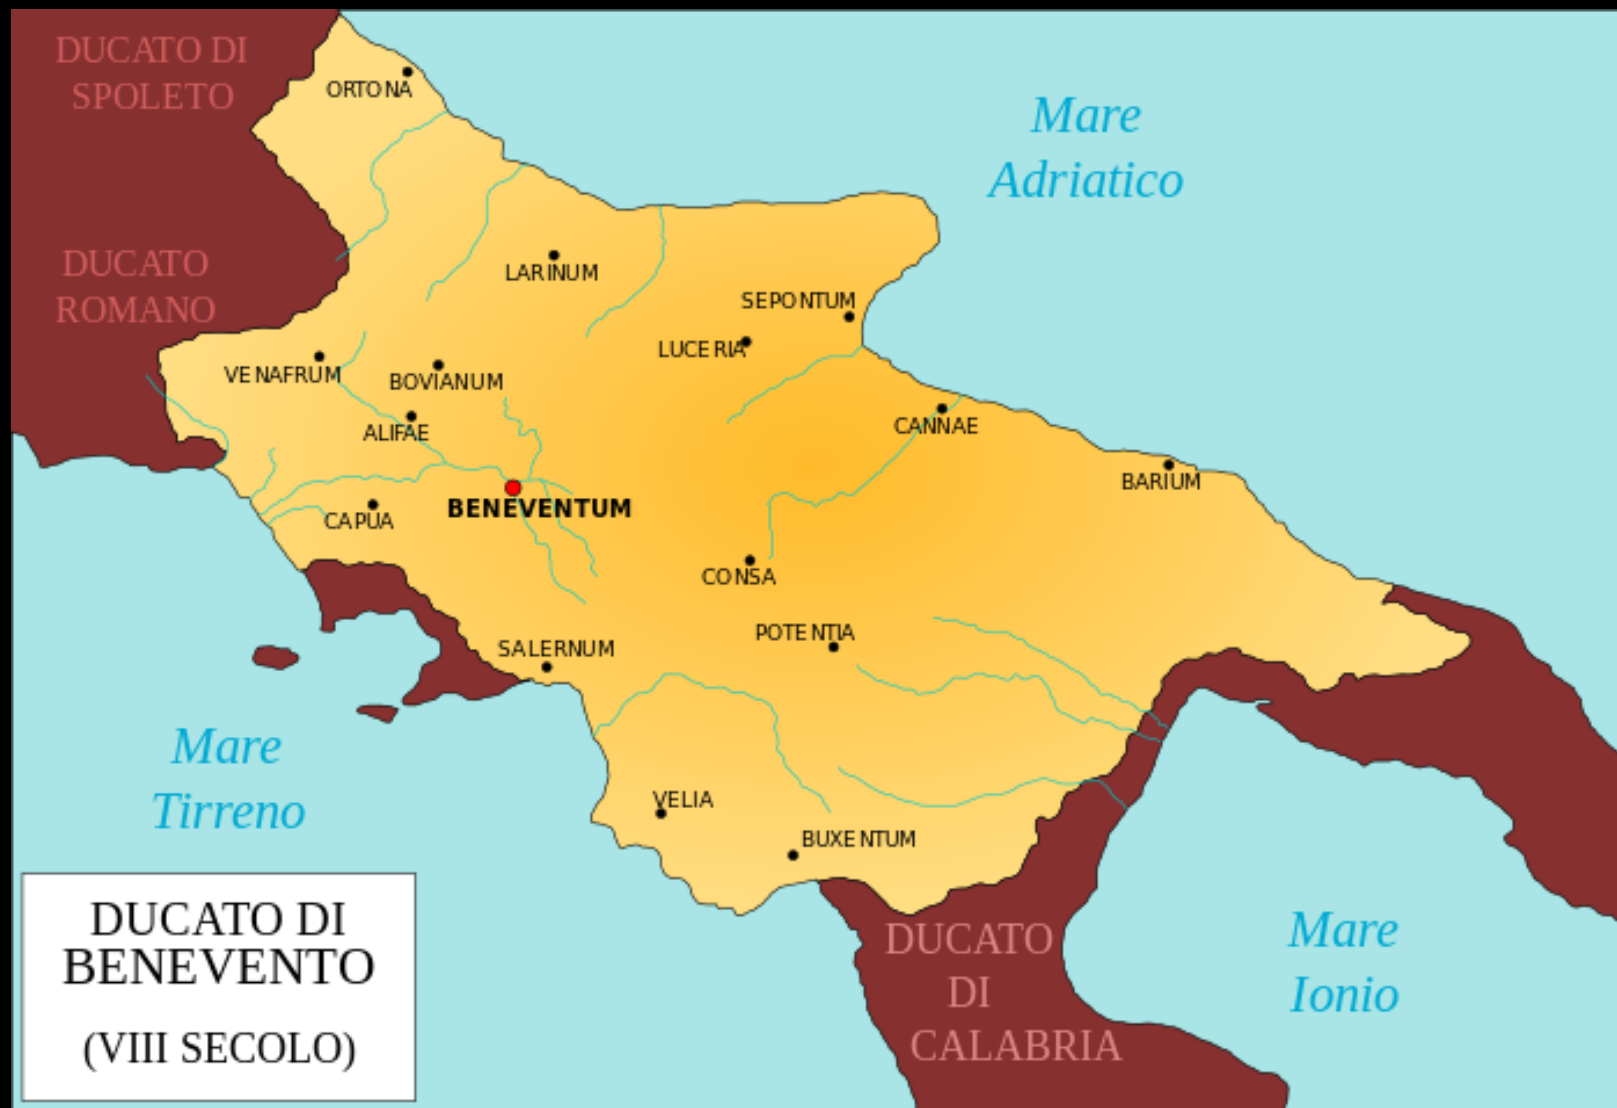 DUCATO DI
SPOLETO
ORTONA
Mare
Adriatico
DUCATO
ROMANO
LARINUM
SEPONTUM
LUCERIA
VENAFRUM
BOVIANUM
ALIFAE
CANNAE
BARIUM
BENEVENTUM
CAPUA
CONSA
POTENTIA
SALERNUM
Mare
Tirreno
VELIA
BUXENTUM
DUCATO
DI
CALABRIA
Mare
Ionio
DUCATO DI
BENEVENTO
(VIII SECOLO)